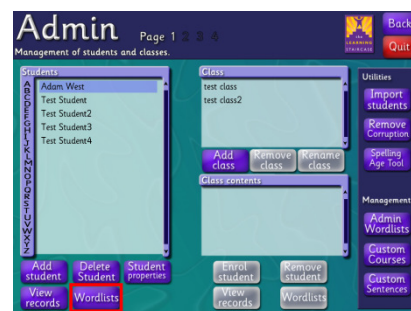 Admin Page 1 2 3 4
Management of students and classes.
THE LEARNING STAIRCASE
Back
Quit
Students
A B C D E F G H I J K L M N O P Q R S T U V W X Y Z
Adam West
Test Student
Test Student2
Test Student3
Test Student4
Add student
Delete Student
Student properties
View records
Wordlists
Class
test class
test class2
Add class
Remove class
Rename class
Class contents
Enrol student
Remove student
View records
Wordlists
Utilities
Import students
Remove Corruption
Spelling Age Tool
Management
Admin Wordlists
Custom Courses
Custom Sentences